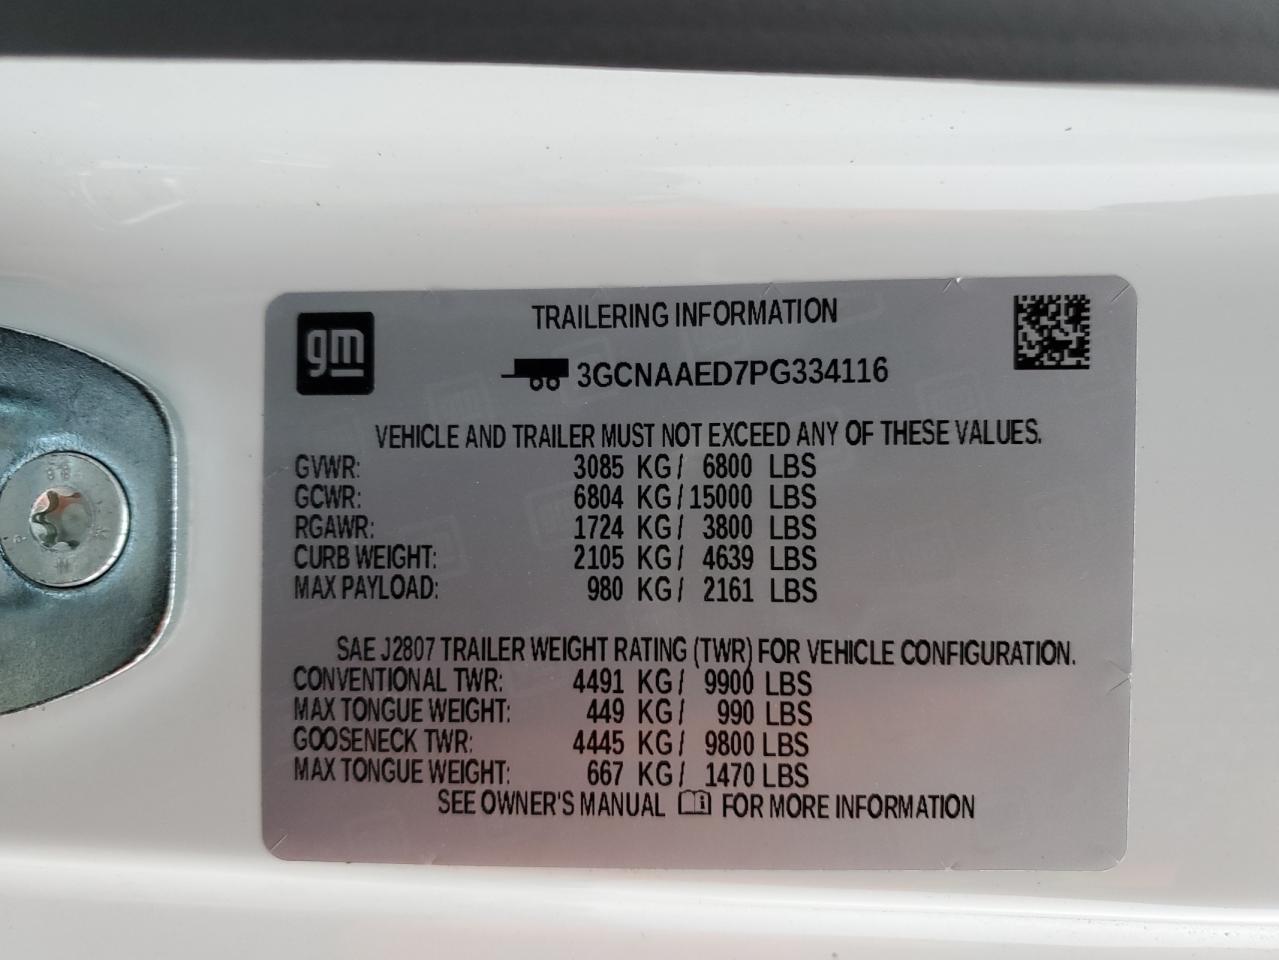 gm
TRAILERING INFORMATION
3GCNAAED7PG334116
VEHICLE AND TRAILER MUST NOT EXCEED ANY OF THESE VALUES.
GVWR: 3085 KG/ 6800 LBS
GCWR: 6804 KG/15000 LBS
RGAWR: 1724 KG/ 3800 LBS
CURB WEIGHT: 2105 KG/ 4639 LBS
MAX PAYLOAD: 980 KG/ 2161 LBS
SAE J2807 TRAILER WEIGHT RATING (TWR) FOR VEHICLE CONFIGURATION.
CONVENTIONAL TWR: 4491 KG/ 9900 LBS
MAX TONGUE WEIGHT: 449 KG/ 990 LBS
GOOSENECK TWR: 4445 KG/ 9800 LBS
MAX TONGUE WEIGHT: 667 KG/ 1470 LBS
SEE OWNER'S MANUAL FOR MORE INFORMATION